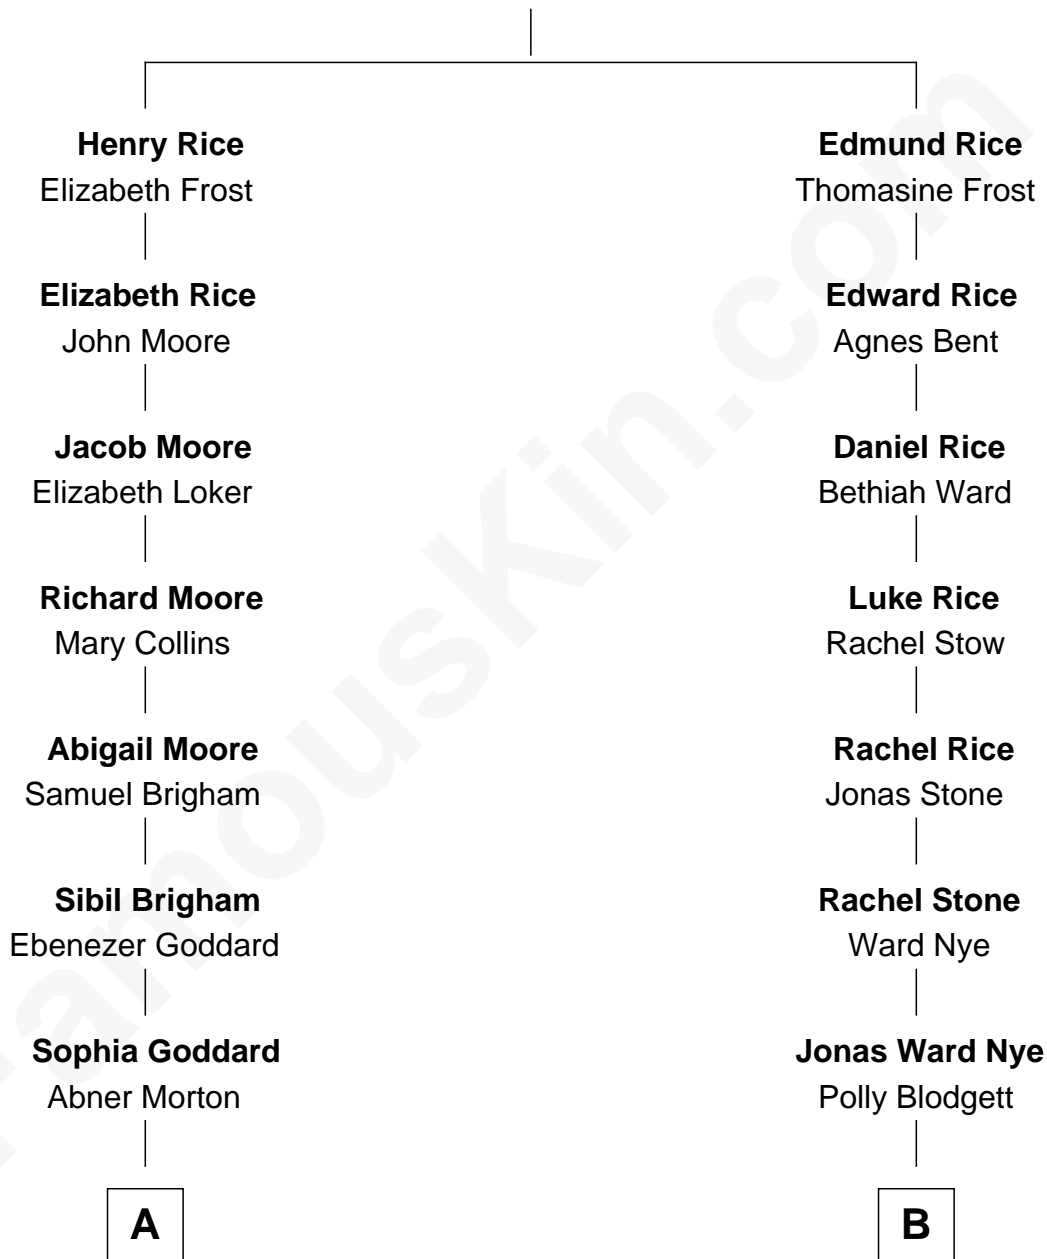 Henry Rice
Elizabeth Frost
Elizabeth Rice
John Moore
Jacob Moore
Elizabeth Loker
Richard Moore
Mary Collins
Abigail Moore
Samuel Brigham
Sibil Brigham
Ebenezer Goddard
Sophia Goddard
Abner Morton
A
Edmund Rice
Thomasine Frost
Edward Rice
Agnes Bent
Daniel Rice
Bethiah Ward
Luke Rice
Rachel Stow
Rachel Rice
Jonas Stone
Rachel Stone
Ward Nye
Jonas Ward Nye
Polly Blodgett
B
FamousKin.com